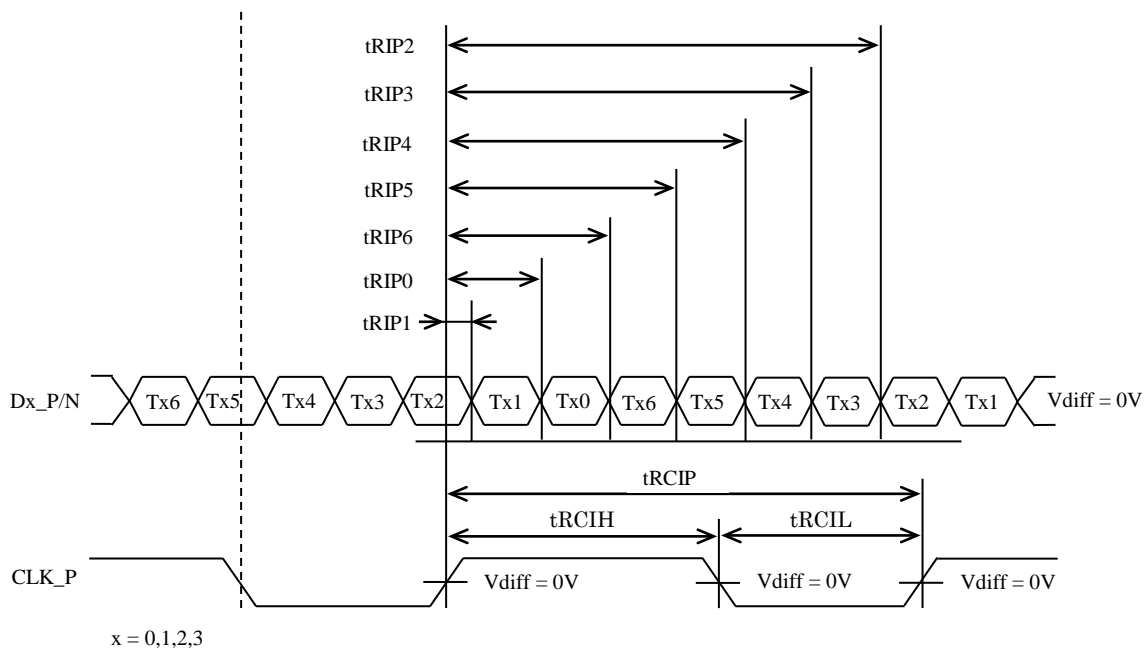 tRIP2
tRIP3
tRIP4
tRIP5
tRIP6
tRIP0
tRIP1
Dx_P/N Tx6 Tx5 Tx4 Tx3 Tx2 Tx1 Tx0 Tx6 Tx5 Tx4 Tx3 Tx2 Tx1 Vdiff = 0V
tRCIP
tRCIH tRCIL
CLK_P Vdiff = 0V Vdiff = 0V Vdiff = 0V
x = 0,1,2,3